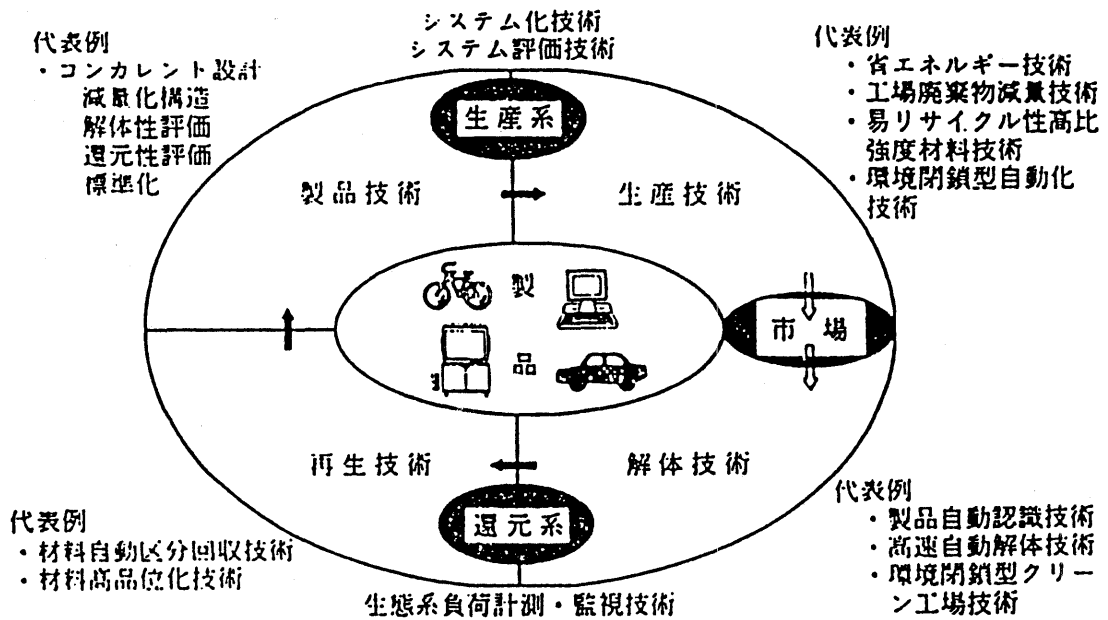 システム化技術
システム評価技術
代表例
・コンカレント設計
減量化構造
解体性評価
還元性評価
標準化
代表例
・省エネルギー技術
・工場廃棄物減量技術
・易リサイクル性高比
強度材料技術
・環境閉鎖型自動化
技術
生産系
製品技術
生産技術
製
品
市場
再生技術
解体技術
還元系
代表例
・材料自動区分回収技術
・材料高品位化技術
代表例
・製品自動認識技術
・高速自動解体技術
・環境閉鎖型クリー
ン工場技術
生態系負荷計測・監視技術